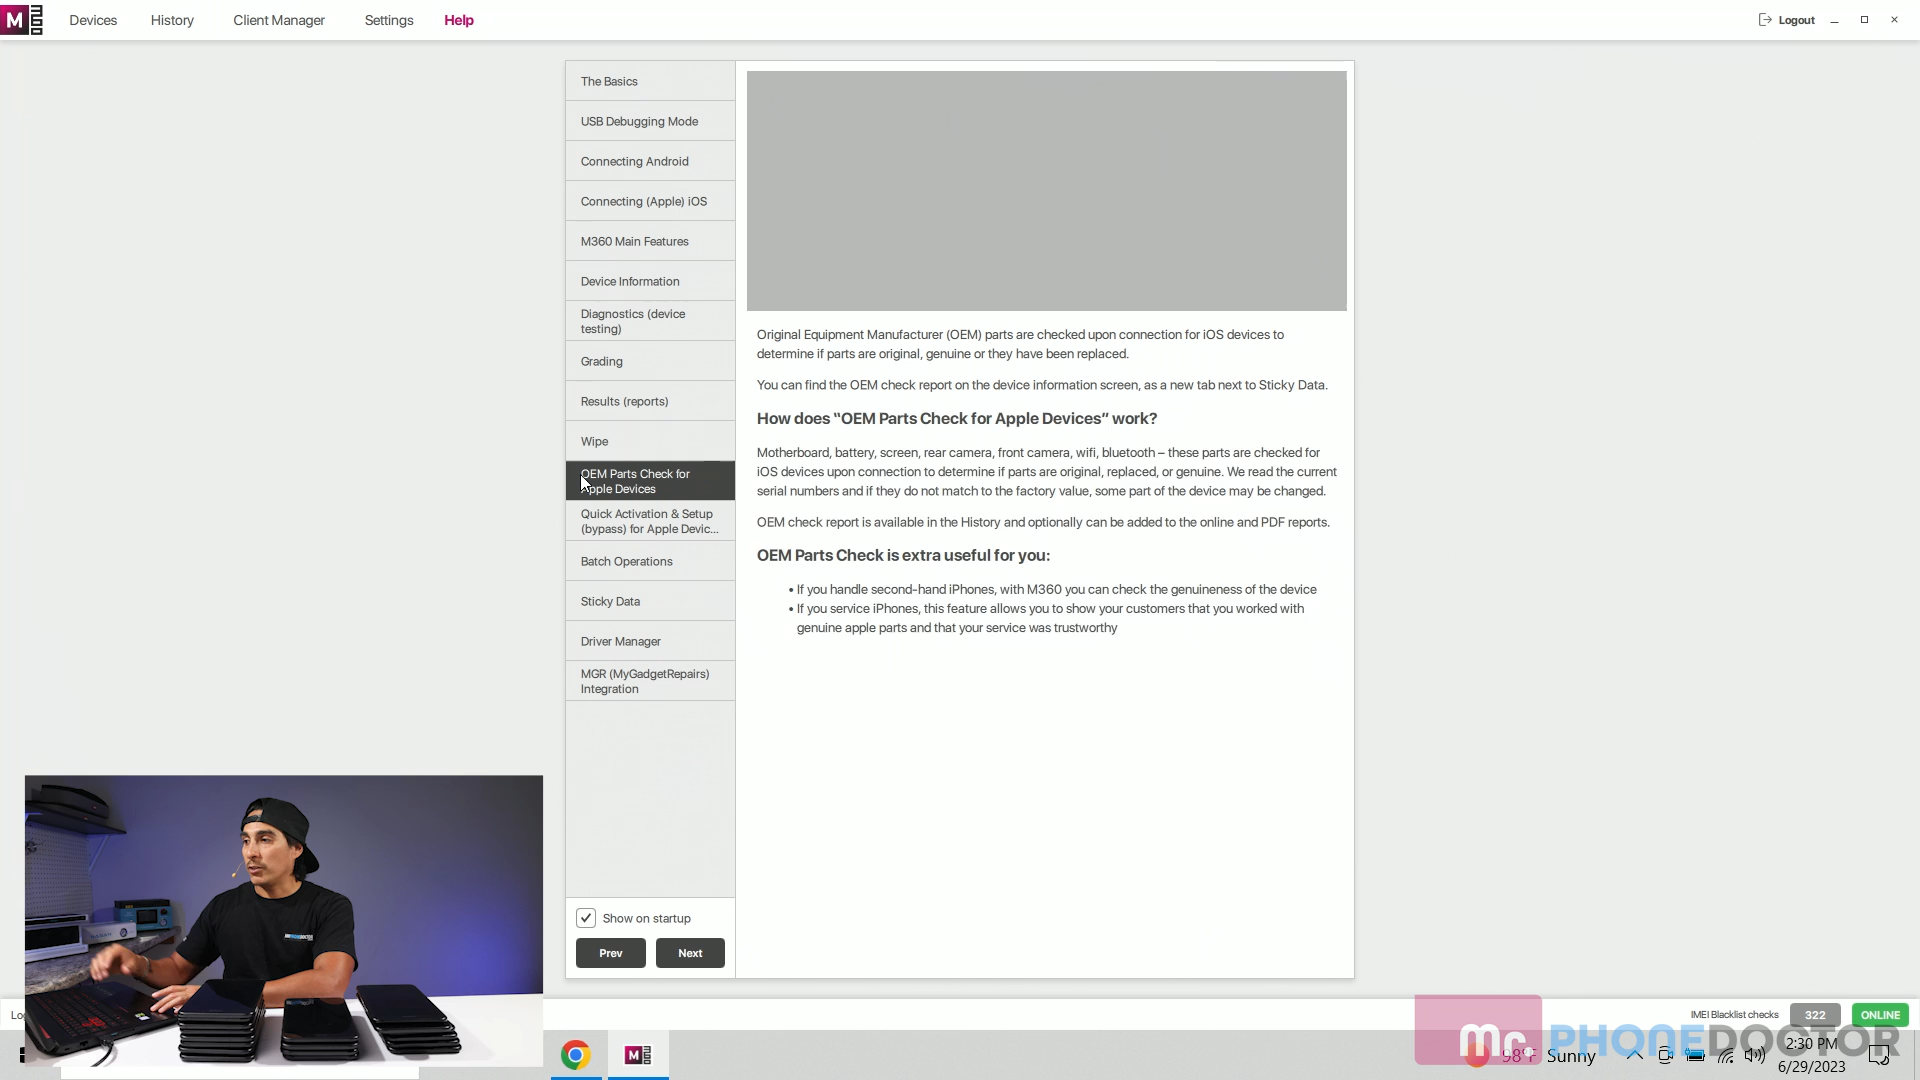 M360 Devices History Client Manager Settings Help Logout
The Basics
USB Debugging Mode
Connecting Android
Connecting (Apple) iOS
M360 Main Features
Device Information
Diagnostics (device
testing)
Grading
Results (reports)
Wipe
OEM Parts Check for
Apple Devices
Quick Activation & Setup
(bypass) for Apple Devic...
Batch Operations
Sticky Data
Driver Manager
MGR (MyGadgetRepairs)
Integration
Show on startup
Prev Next
Original Equipment Manufacturer (OEM) parts are checked upon connection for iOS devices to
determine if parts are original, genuine or they have been replaced.
You can find the OEM check report on the device information screen, as a new tab next to Sticky Data.
How does “OEM Parts Check for Apple Devices” work?
Motherboard, battery, screen, rear camera, front camera, wifi, bluetooth – these parts are checked for
iOS devices upon connection to determine if parts are original, replaced, or genuine. We read the current
serial numbers and if they do not match to the factory value, some part of the device may be changed.
OEM check report is available in the History and optionally can be added to the online and PDF reports.
OEM Parts Check is extra useful for you:
• If you handle second-hand iPhones, with M360 you can check the genuineness of the device
• If you service iPhones, this feature allows you to show your customers that you worked with
genuine apple parts and that your service was trustworthy
IMEI Blacklist checks 322 ONLINE
Mr PHONEDOCTOR
M360
98°F Sunny
2:30 PM
6/29/2023